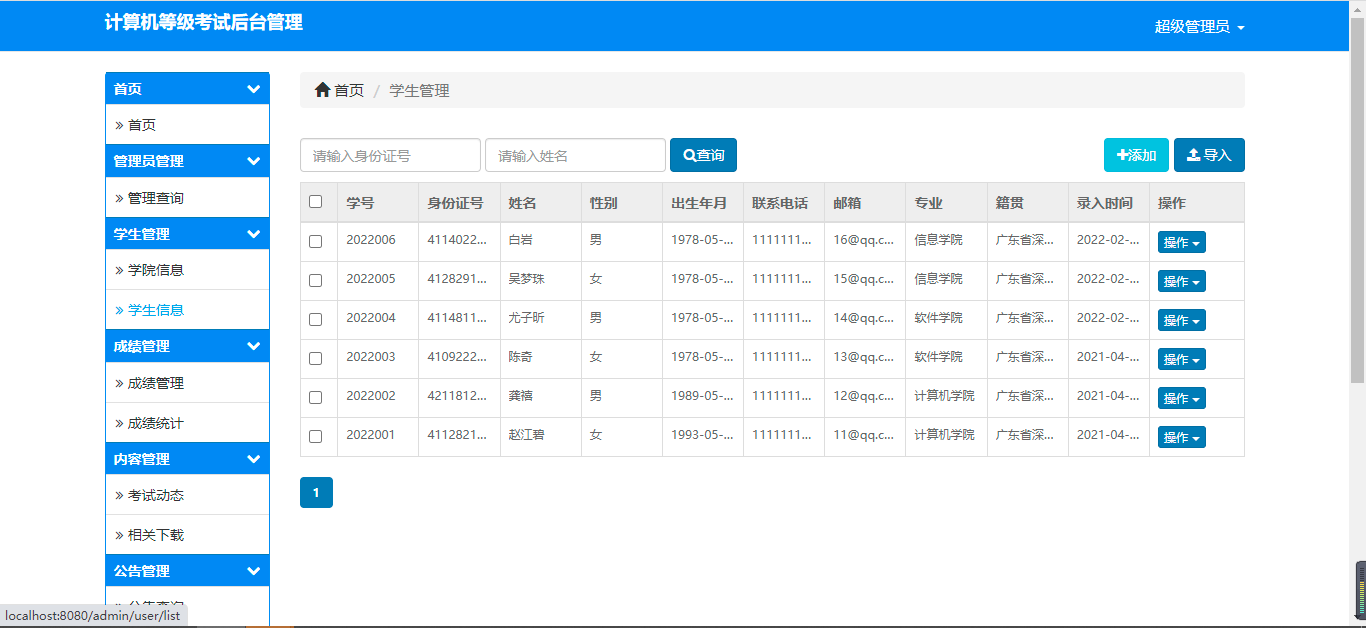 计算机等级考试后台管理
超级管理员
首页
首页
管理员管理
管理查询
学生管理
学院信息
学生信息
成绩管理
成绩管理
成绩统计
内容管理
考试动态
相关下载
公告管理
公告查询
首页 / 学生管理
请输入身份证号 请输入姓名 查询 添加 导入
学号 身份证号 姓名 性别 出生年月 联系电话 邮箱 专业 籍贯 录入时间 操作
2022006 4114022... 白岩 男 1978-05-... 1111111... 16@qq.c... 信息学院 广东省深... 2022-02-... 操作
2022005 4128291... 吴梦珠 女 1978-05-... 1111111... 15@qq.c... 信息学院 广东省深... 2022-02-... 操作
2022004 4114811... 尤子昕 男 1978-05-... 1111111... 14@qq.c... 软件学院 广东省深... 2022-02-... 操作
2022003 4109222... 陈奇 女 1978-05-... 1111111... 13@qq.c... 软件学院 广东省深... 2021-04-... 操作
2022002 4211812... 龚禧 男 1989-05-... 1111111... 12@qq.c... 计算机学院 广东省深... 2021-04-... 操作
2022001 4112821... 赵江碧 女 1993-05-... 1111111... 11@qq.c... 计算机学院 广东省深... 2021-04-... 操作
1
localhost:8080/admin/user/list